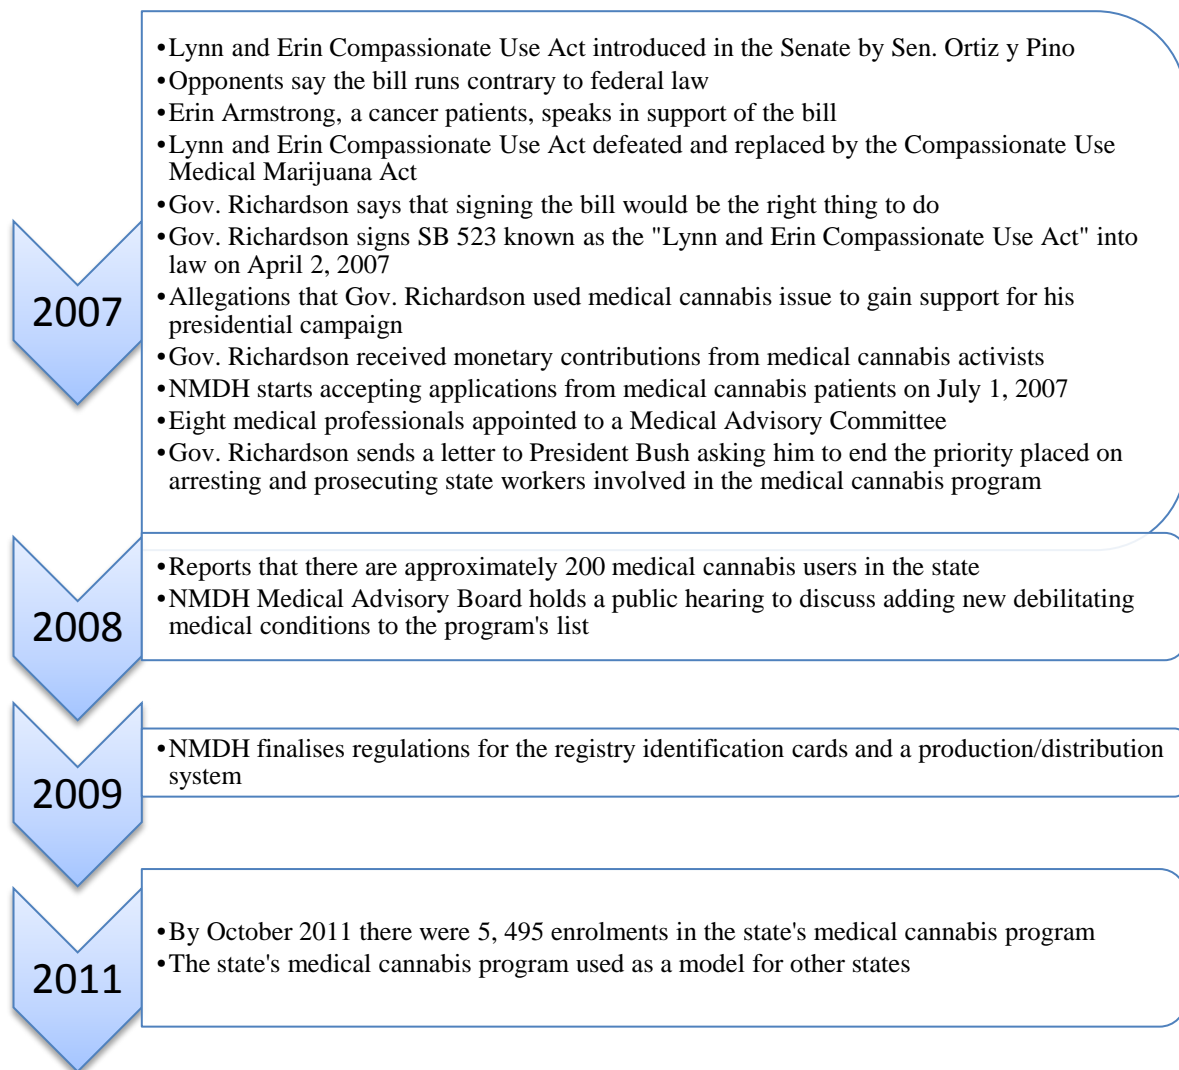 2007
•Lynn and Erin Compassionate Use Act introduced in the Senate by Sen. Ortiz y Pino
•Opponents say the bill runs contrary to federal law
•Erin Armstrong, a cancer patients, speaks in support of the bill
•Lynn and Erin Compassionate Use Act defeated and replaced by the Compassionate Use
Medical Marijuana Act
•Gov. Richardson says that signing the bill would be the right thing to do
•Gov. Richardson signs SB 523 known as the "Lynn and Erin Compassionate Use Act" into
law on April 2, 2007
•Allegations that Gov. Richardson used medical cannabis issue to gain support for his
presidential campaign
•Gov. Richardson received monetary contributions from medical cannabis activists
•NMDH starts accepting applications from medical cannabis patients on July 1, 2007
•Eight medical professionals appointed to a Medical Advisory Committee
•Gov. Richardson sends a letter to President Bush asking him to end the priority placed on
arresting and prosecuting state workers involved in the medical cannabis program
2008
•Reports that there are approximately 200 medical cannabis users in the state
•NMDH Medical Advisory Board holds a public hearing to discuss adding new debilitating
medical conditions to the program's list
2009
•NMDH finalises regulations for the registry identification cards and a production/distribution
system
2011
•By October 2011 there were 5, 495 enrolments in the state's medical cannabis program
•The state's medical cannabis program used as a model for other states